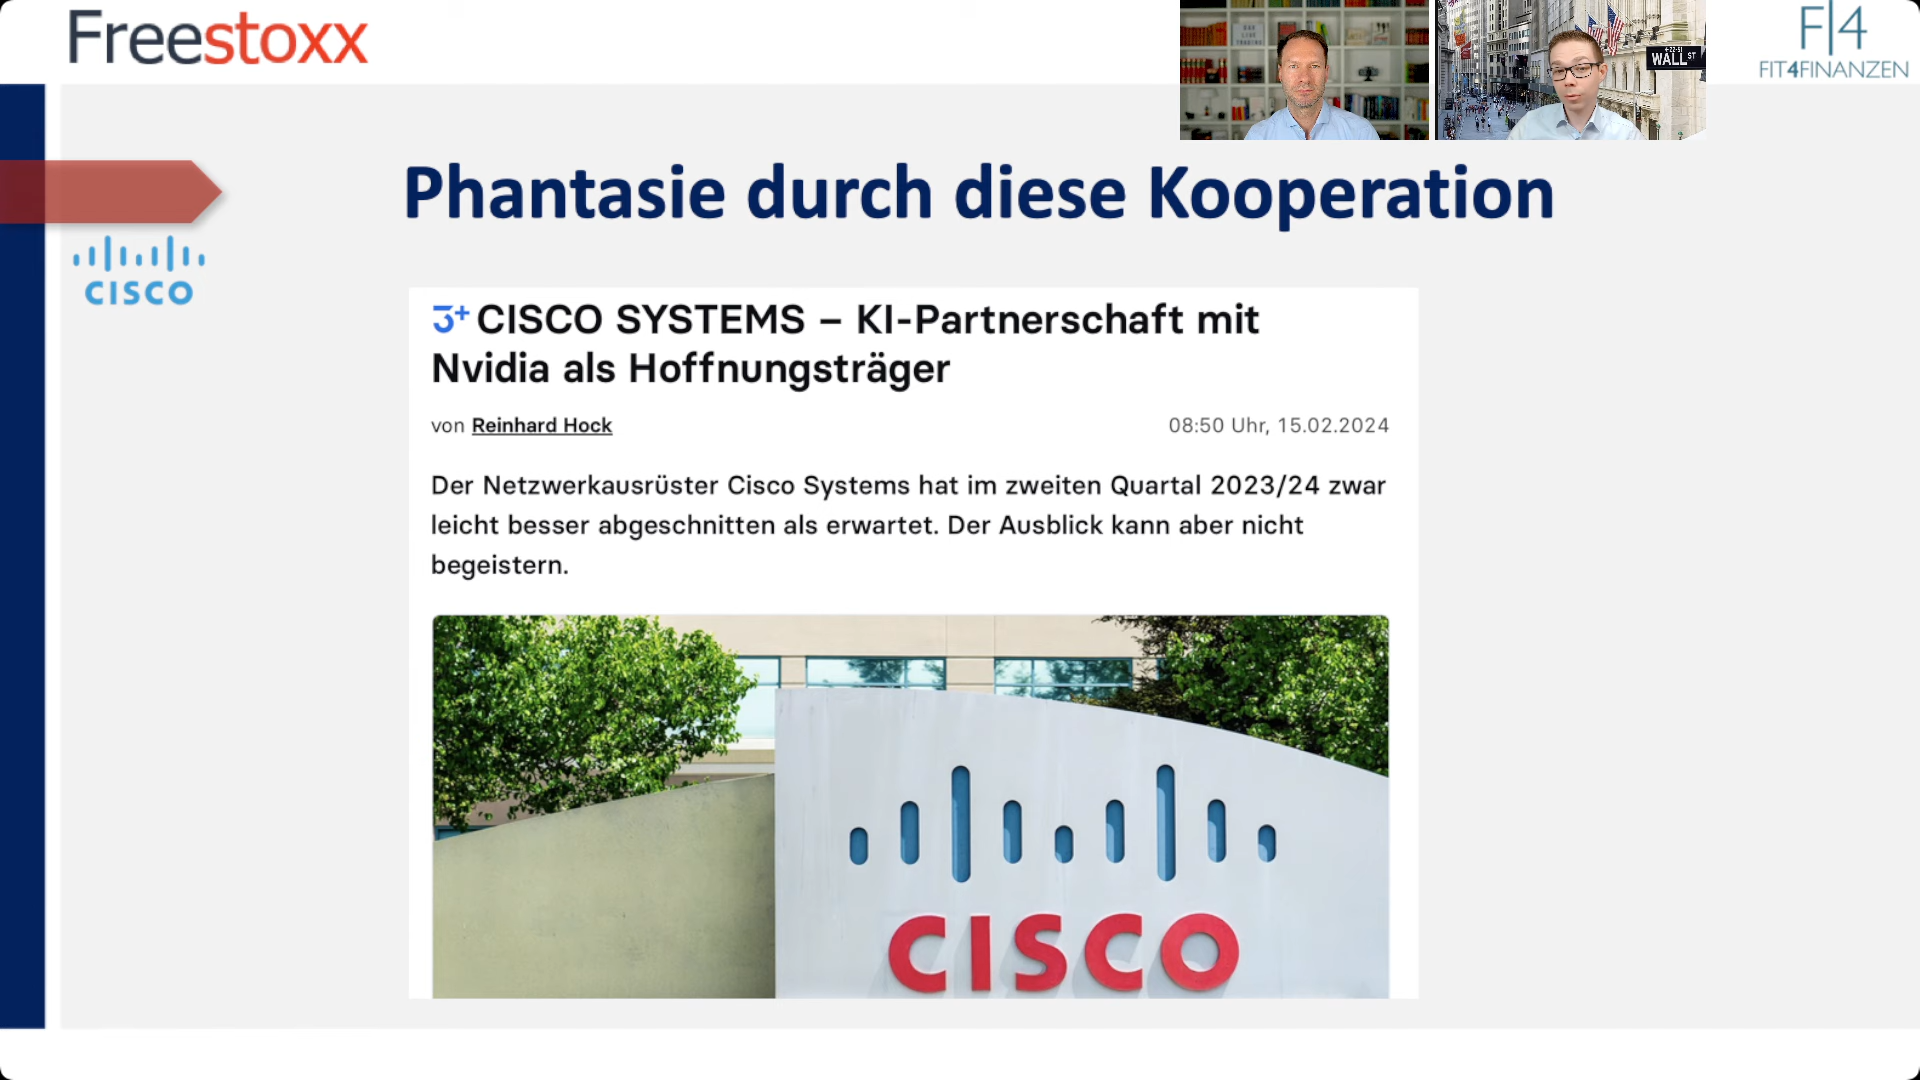 Freestoxx
WALL ST
F|4
FIT4FINANZEN
Phantasie durch diese Kooperation
CISCO
3+ CISCO SYSTEMS – KI-Partnerschaft mit
Nvidia als Hoffnungsträger
von Reinhard Hock
08:50 Uhr, 15.02.2024
Der Netzwerkausrüster Cisco Systems hat im zweiten Quartal 2023/24 zwar
leicht besser abgeschnitten als erwartet. Der Ausblick kann aber nicht
begeistern.
CISCO